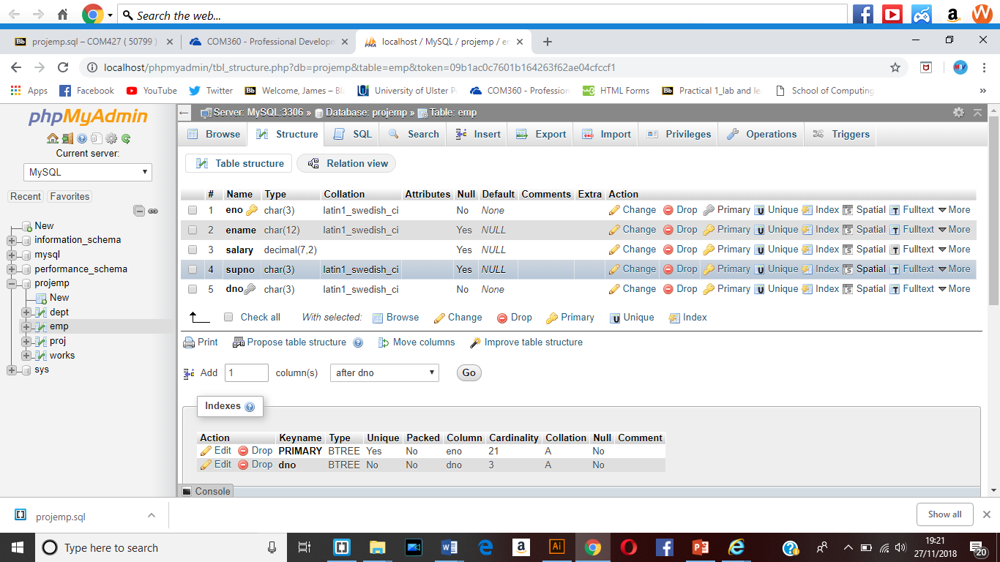 Search the web...
projemp.sql – COM427 ( 50799 )
COM360 - Professional Developm
localhost / MySQL / projemp / em
localhost/phpmyadmin/tbl_structure.php?db=projemp&table=emp&token=09b1ac0c7601b164263f62ae04cfccf1
Apps Facebook YouTube Twitter Welcome, James – Bl University of Ulster P COM360 - Profession HTML Forms Practical 1_lab and le School of Computing »
phpMyAdmin
Current server:
MySQL
Recent Favorites
New
information_schema
mysql
performance_schema
projemp
New
dept
emp
proj
works
sys
Server: MySQL:3306 » Database: projemp » Table: emp
Browse Structure SQL Search Insert Export Import Privileges Operations Triggers
Table structure Relation view
# Name Type Collation Attributes Null Default Comments Extra Action
1 eno char(3) latin1_swedish_ci No None Change Drop Primary Unique Index Spatial Fulltext More
2 ename char(12) latin1_swedish_ci Yes NULL Change Drop Primary Unique Index Spatial Fulltext More
3 salary decimal(7,2) Yes NULL Change Drop Primary Unique Index Spatial Fulltext More
4 supno char(3) latin1_swedish_ci Yes NULL Change Drop Primary Unique Index Spatial Fulltext More
5 dno char(3) latin1_swedish_ci No None Change Drop Primary Unique Index Spatial Fulltext More
Check all With selected: Browse Change Drop Primary Unique Index
Print Propose table structure Move columns Improve table structure
Add 1 column(s) after dno Go
Indexes
Action Keyname Type Unique Packed Column Cardinality Collation Null Comment
Edit Drop PRIMARY BTREE Yes No eno 21 A No
Edit Drop dno BTREE No No dno 3 A No
Console
projemp.sql
Show all
Type here to search
19:21
27/11/2018
20